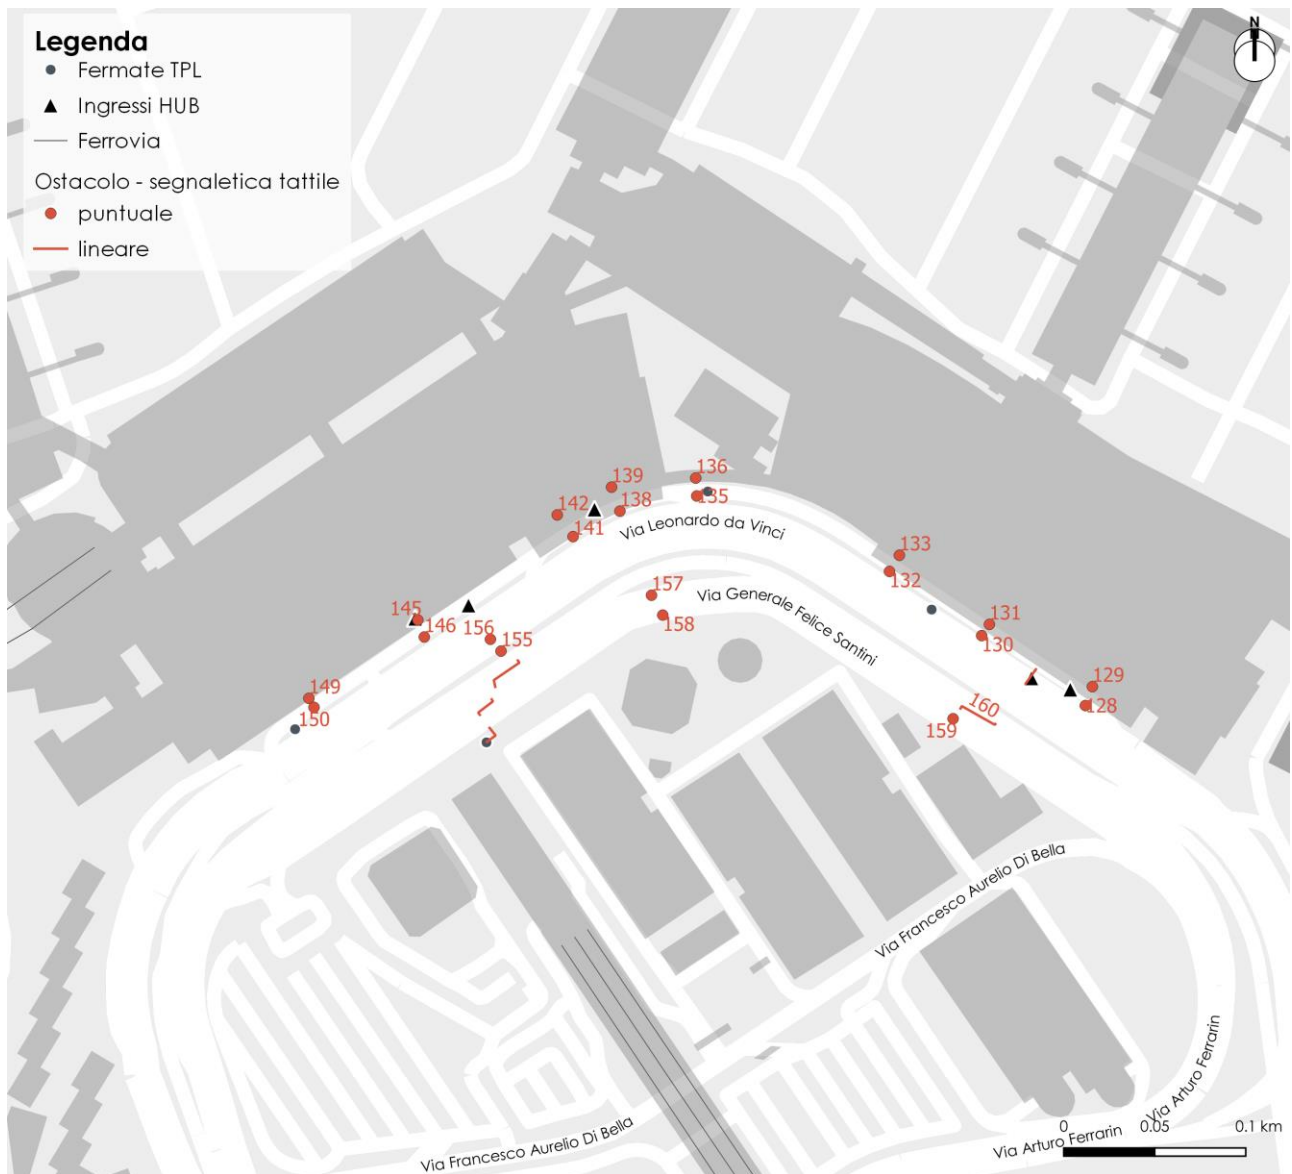 Legenda
Fermate TPL
Ingressi HUB
Ferrovia
Ostacolo - segnaletica tattile
puntuale
lineare
N
136
139
142
138
135
Via Leonardo da Vinci
141
133
132
157
Via Generale Felice Santini
145
146
156
158
155
131
130
129
149
150
160
128
159
Via Francesco Aurelio Di Bella
Via Arturo Ferrarin
Via Francesco Aurelio Di Bella
Via Arturo Ferrarin
0 0.05 0.1 km